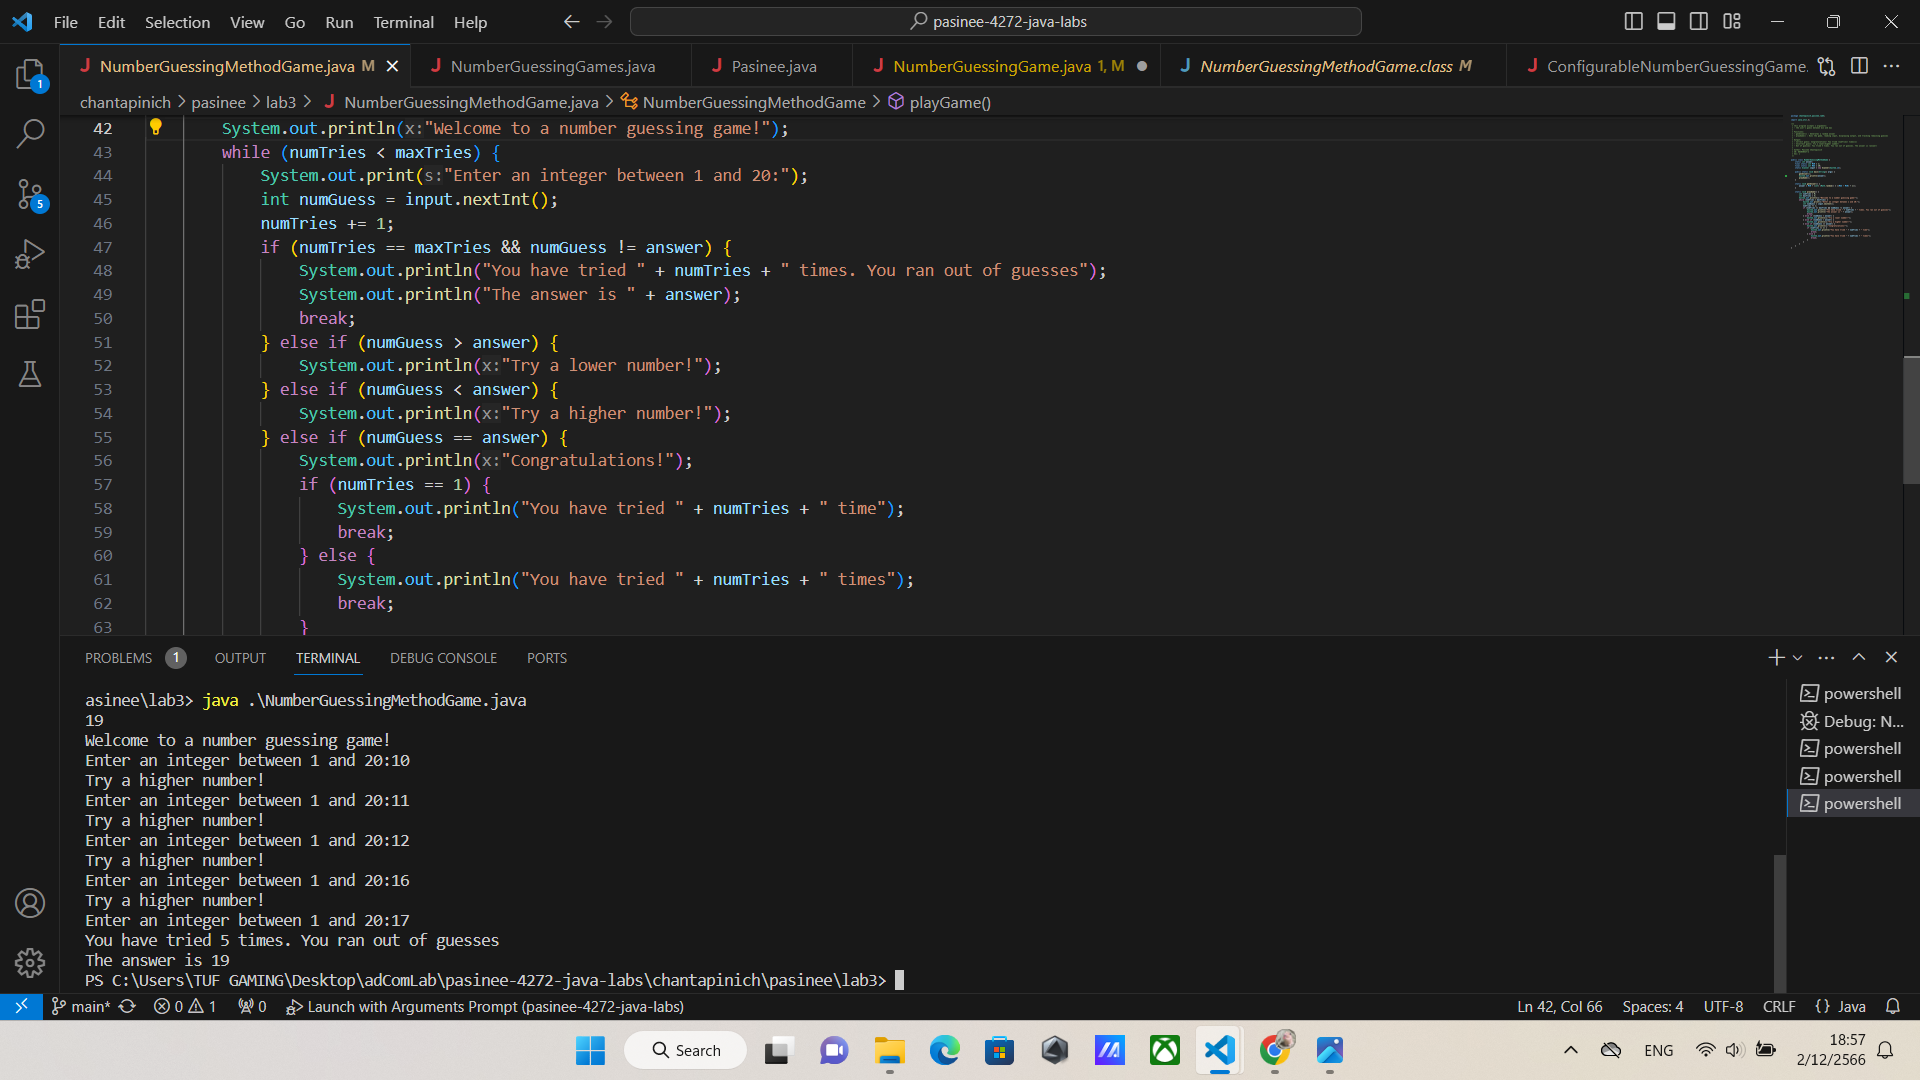 File Edit Selection View Go Run Terminal Help
pasinee-4272-java-labs
NumberGuessingMethodGame.java M
NumberGuessingGames.java
Pasinee.java
NumberGuessingGame.java 1, M
NumberGuessingMethodGame.class M
ConfigurableNumberGuessingGame.
chantapinich > pasinee > lab3 > NumberGuessingMethodGame.java > NumberGuessingMethodGame > playGame()
42 System.out.println(x:"Welcome to a number guessing game!");
43 while (numTries < maxTries) {
44 System.out.print(s:"Enter an integer between 1 and 20:");
45 int numGuess = input.nextInt();
46 numTries += 1;
47 if (numTries == maxTries && numGuess != answer) {
48 System.out.println("You have tried " + numTries + " times. You ran out of guesses");
49 System.out.println("The answer is " + answer);
50 break;
51 } else if (numGuess > answer) {
52 System.out.println(x:"Try a lower number!");
53 } else if (numGuess < answer) {
54 System.out.println(x:"Try a higher number!");
55 } else if (numGuess == answer) {
56 System.out.println(x:"Congratulations!");
57 if (numTries == 1) {
58 System.out.println("You have tried " + numTries + " time");
59 break;
60 } else {
61 System.out.println("You have tried " + numTries + " times");
62 break;
63 }
1
5
PROBLEMS 1 OUTPUT TERMINAL DEBUG CONSOLE PORTS
asinee\lab3> java .\NumberGuessingMethodGame.java
19
Welcome to a number guessing game!
Enter an integer between 1 and 20:10
Try a higher number!
Enter an integer between 1 and 20:11
Try a higher number!
Enter an integer between 1 and 20:12
Try a higher number!
Enter an integer between 1 and 20:16
Try a higher number!
Enter an integer between 1 and 20:17
You have tried 5 times. You ran out of guesses
The answer is 19
PS C:\Users\TUF GAMING\Desktop\adComLab\pasinee-4272-java-labs\chantapinich\pasinee\lab3>
powershell
Debug: N...
powershell
powershell
powershell
main* 0 1 0 Launch with Arguments Prompt (pasinee-4272-java-labs)
Ln 42, Col 66 Spaces: 4 UTF-8 CRLF {} Java
Search
ENG
18:57
2/12/2566